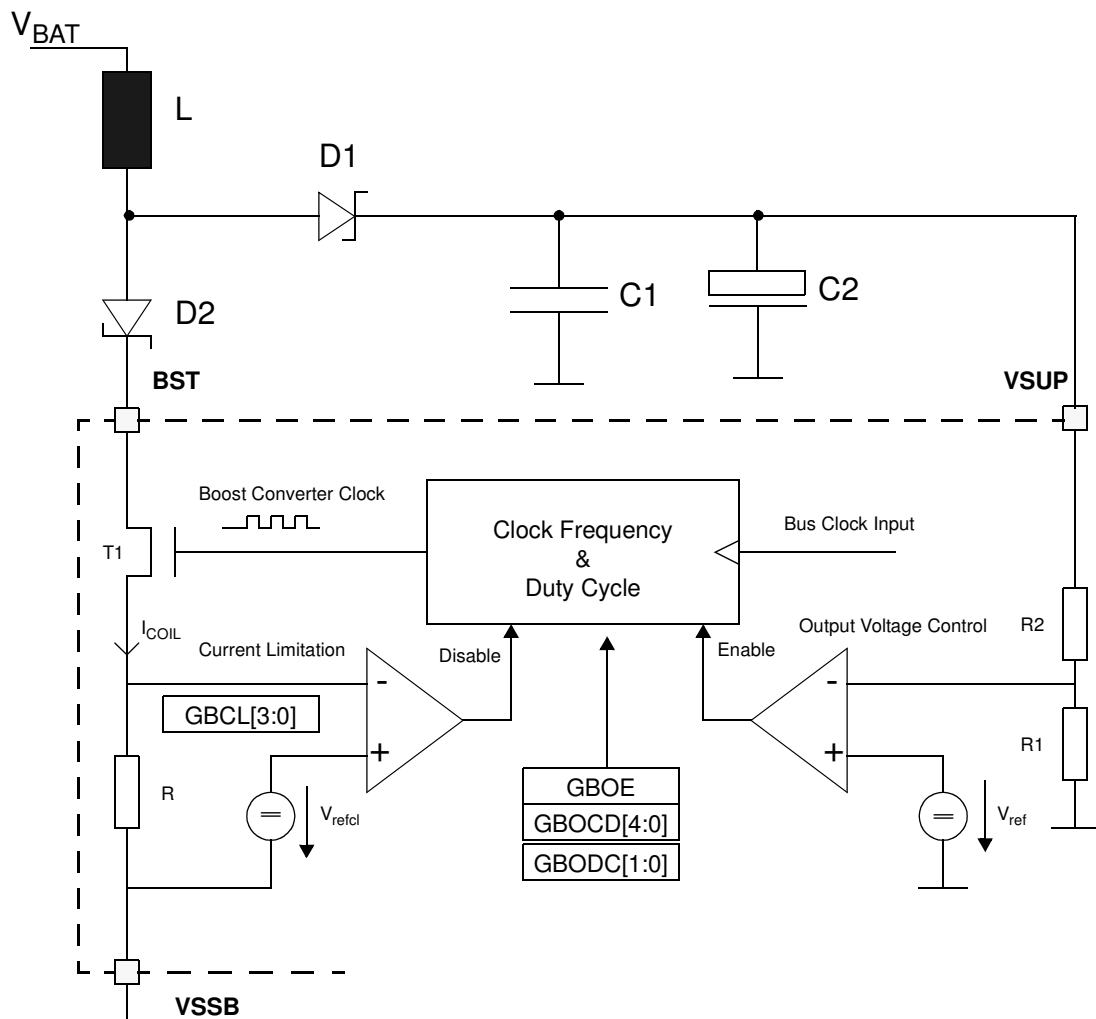 VBAT
L
D1
D2
C1
C2
BST
VSUP
Boost Converter Clock
Clock Frequency
&
Duty Cycle
Bus Clock Input
T1
ICOIL
Current Limitation
Disable
Enable
Output Voltage Control
R2
-
-
GBCL[3:0]
+
+
R1
R
Vrefcl
GBOE
GBOCD[4:0]
GBODC[1:0]
=
=
Vref
VSSB